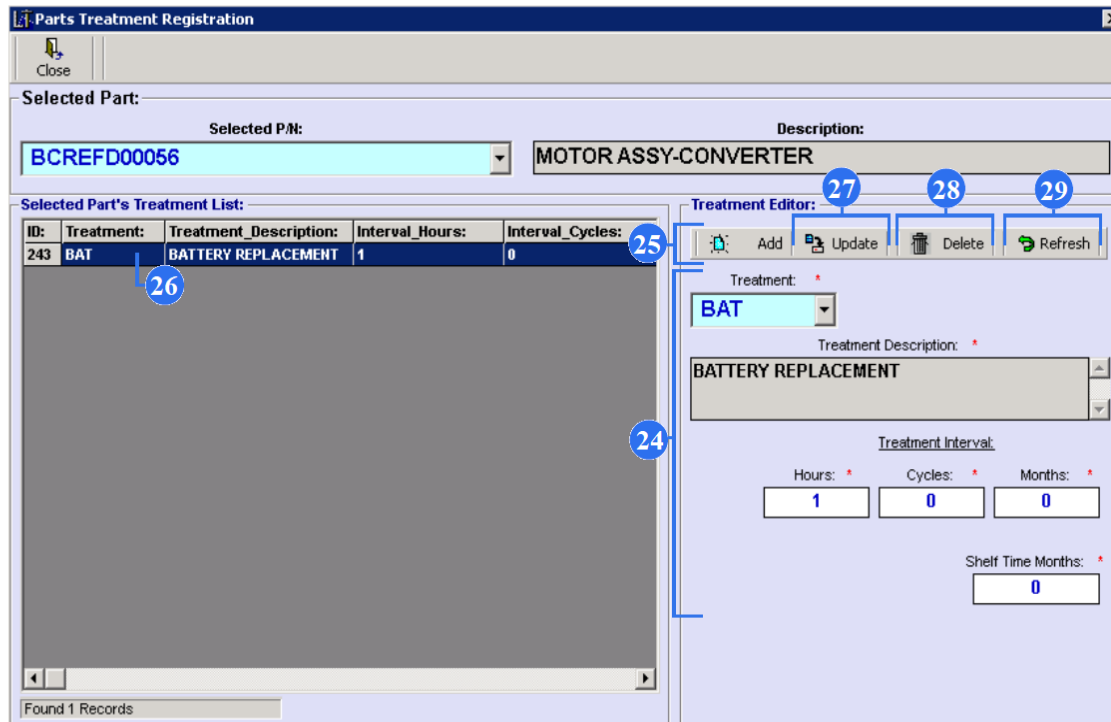 Parts Treatment Registration
Close
Selected Part:
Selected P/N:
Description:
BCREFD00056
MOTOR ASSY-CONVERTER
27
28
29
Selected Part's Treatment List:
Treatment Editor:
ID: Treatment: Treatment_Description: Interval_Hours: Interval_Cycles:
243 BAT BATTERY REPLACEMENT 1 0
25
Add Update Delete Refresh
26
Treatment: *
BAT
Treatment Description: *
BATTERY REPLACEMENT
24
Treatment Interval:
Hours: * Cycles: * Months: *
1 0 0
Shelf Time Months: *
0
Found 1 Records